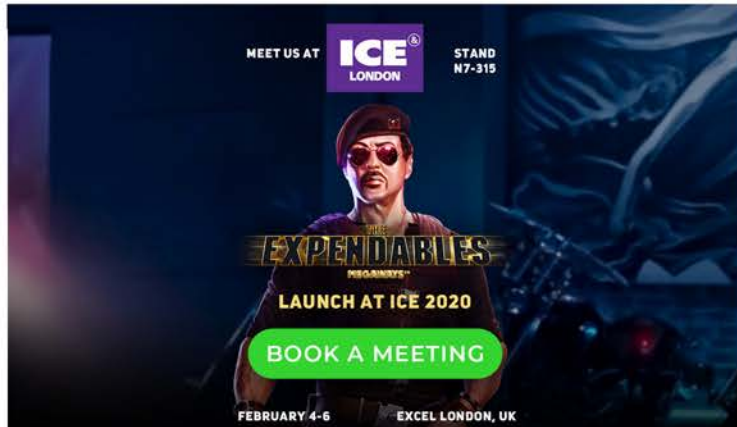 MEET US AT
ICE &
LONDON
STAND
N7-315
THE
EXPENDABLES
MEGAWAYS™
LAUNCH AT ICE 2020
BOOK A MEETING
FEBRUARY 4-6
EXCEL LONDON, UK